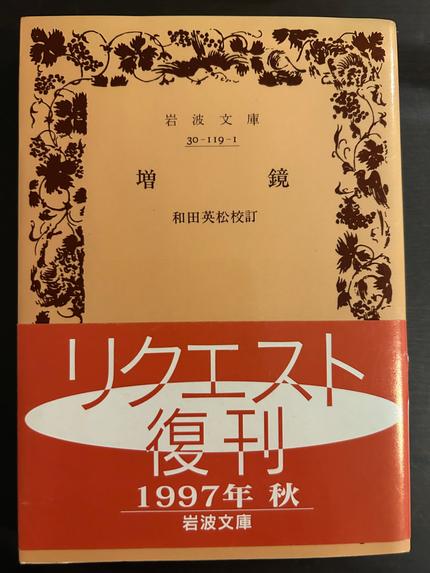 岩波文庫
30-119-1
増鏡
和田英松校訂
リクエスト
復刊
1997年 秋
岩波文庫